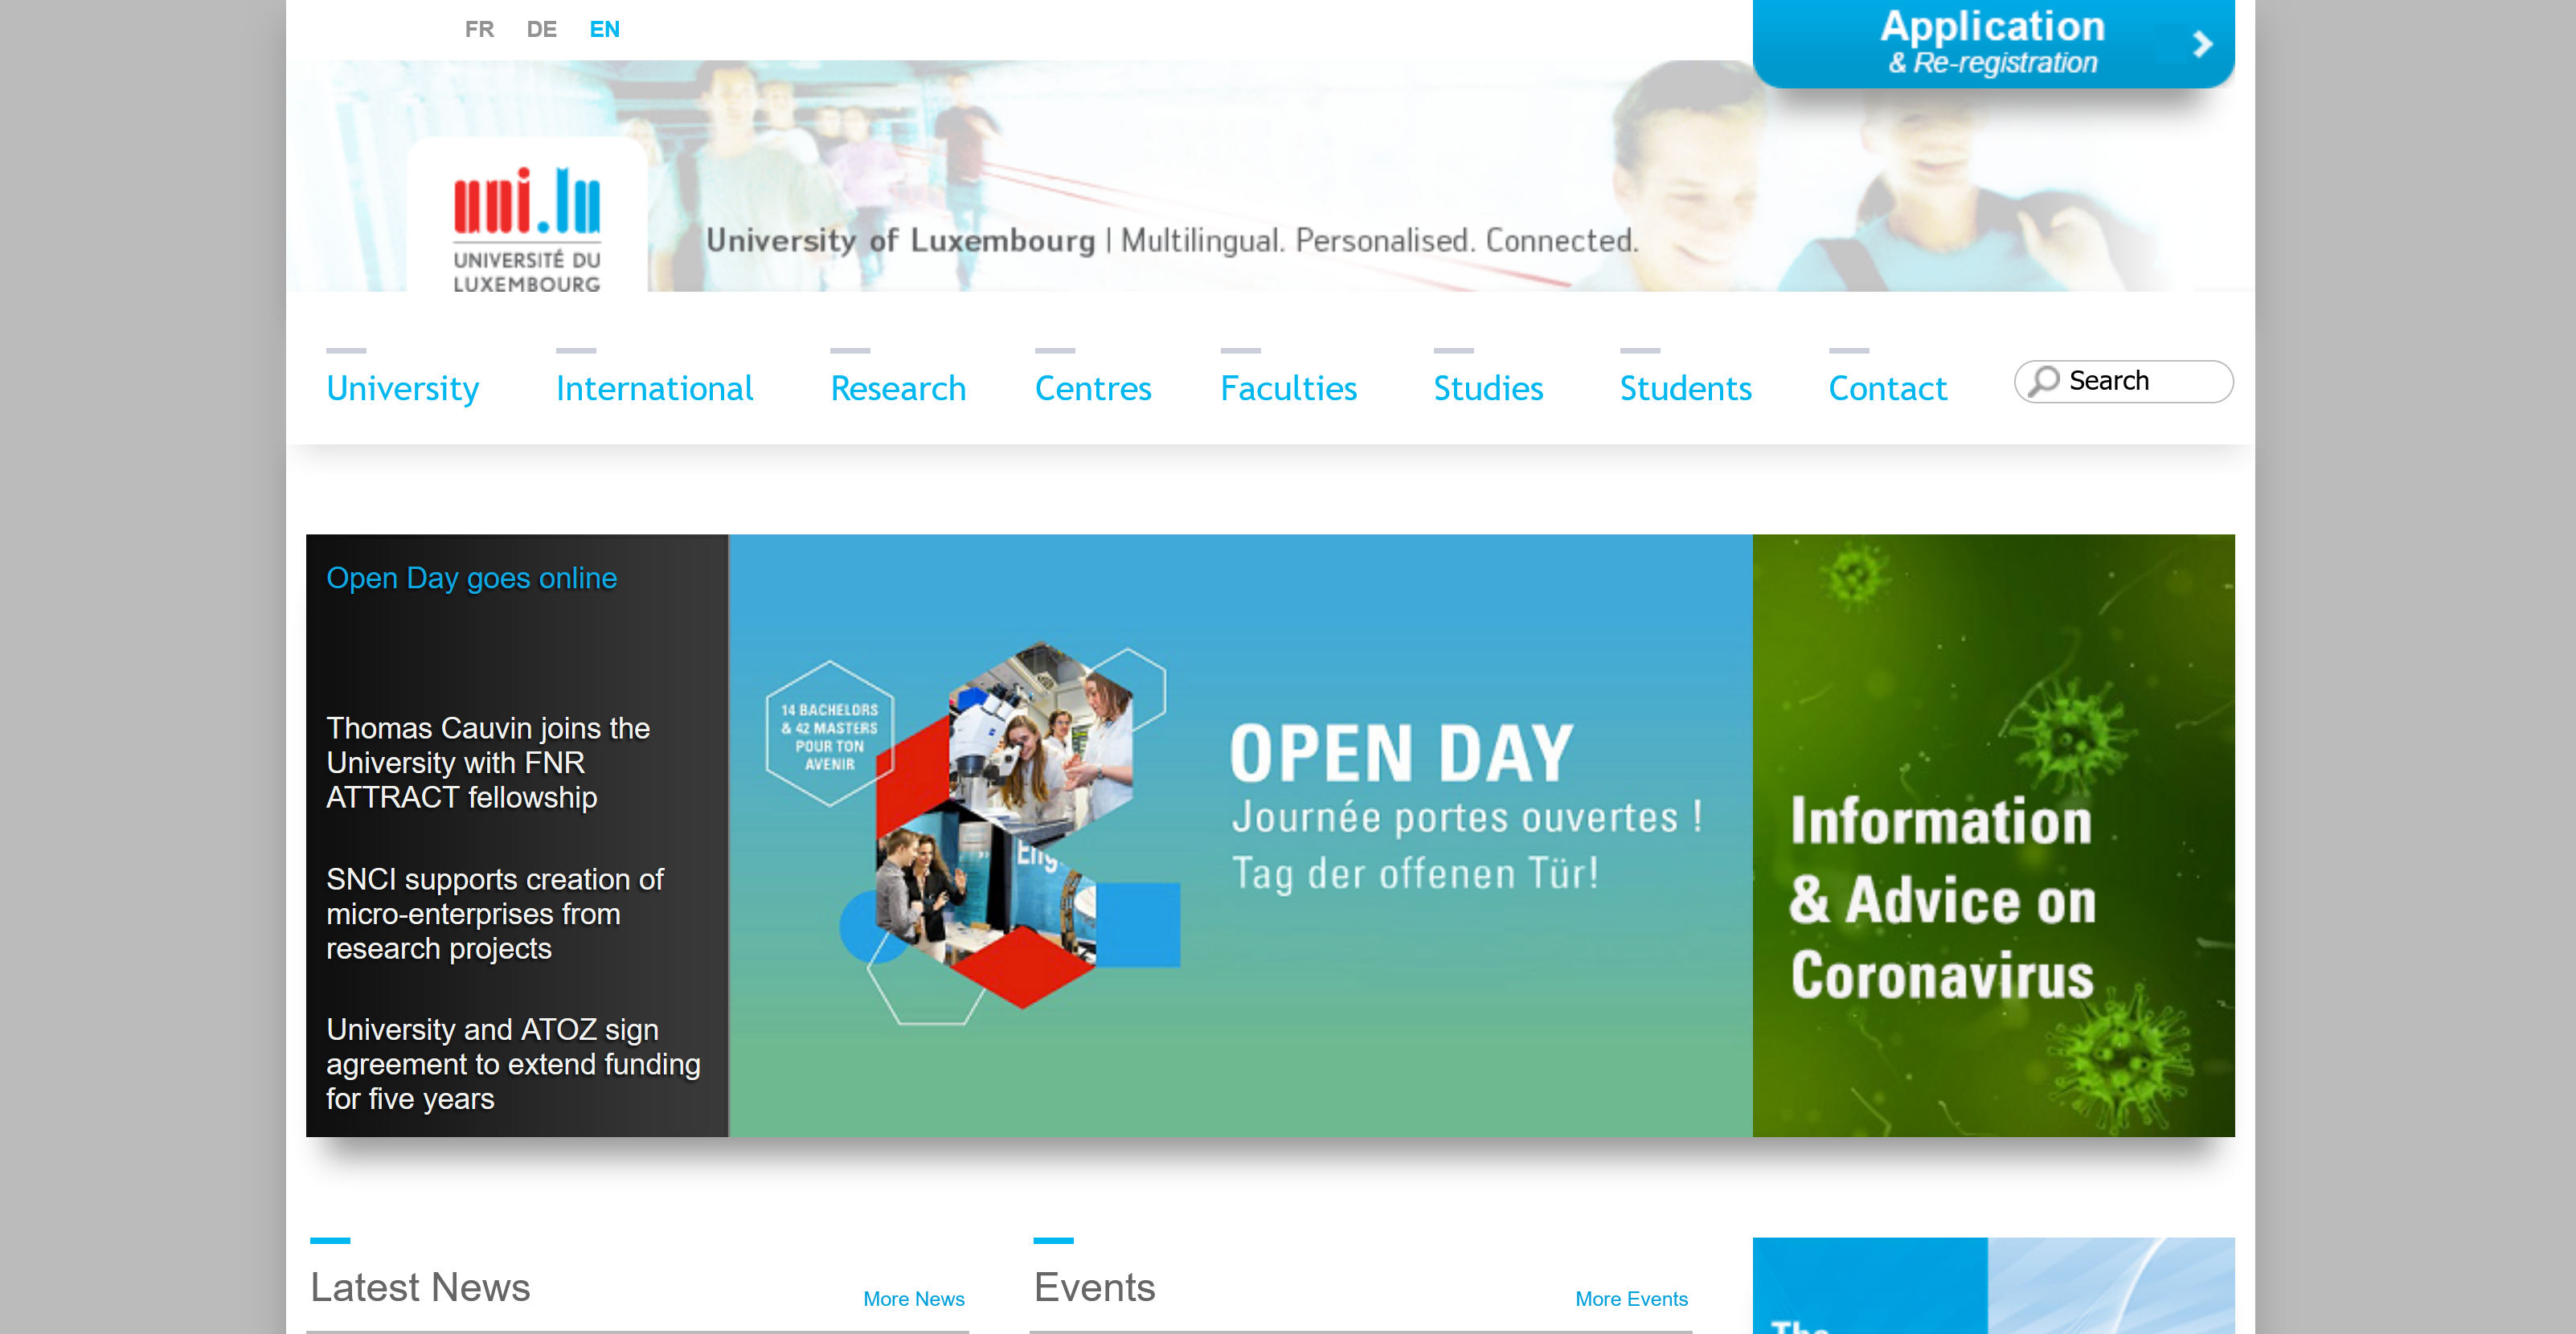 FR DE EN
Application
& Re-registration
uni.lu
UNIVERSITÉ DU
LUXEMBOURG
University of Luxembourg | Multilingual. Personalised. Connected.
University International Research Centres Faculties Studies Students Contact Search
Open Day goes online
Thomas Cauvin joins the
University with FNR
ATTRACT fellowship
SNCI supports creation of
micro-enterprises from
research projects
University and ATOZ sign
agreement to extend funding
for five years
14 BACHELORS
& 42 MASTERS
POUR TON
AVENIR
Eng
OPEN DAY
Journée portes ouvertes !
Tag der offenen Tür!
Information
& Advice on
Coronavirus
Latest News
More News
Events
More Events
The